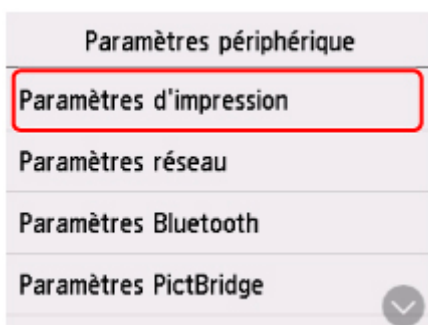 Paramètres périphérique
Paramètres d'impression
Paramètres réseau
Paramètres Bluetooth
Paramètres PictBridge